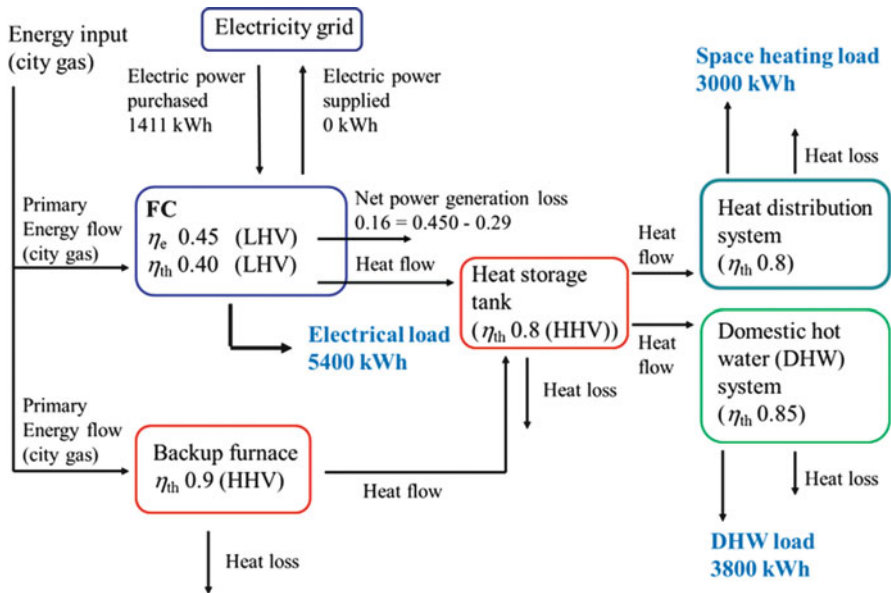 Energy input
(city gas)
Electricity grid
Electric power
purchased
1411 kWh
Electric power
supplied
0 kWh
Space heating load
3000 kWh
Heat loss
Primary
Energy flow
(city gas)
FC
ηe 0.45 (LHV)
ηth 0.40 (LHV)
Net power generation loss
0.16 = 0.450 - 0.29
Heat flow
Heat storage
tank
(ηth 0.8 (HHV))
Heat
flow
Heat distribution
system
(ηth 0.8)
Electrical load
5400 kWh
Heat
flow
Domestic hot
water (DHW)
system
(ηth 0.85)
Heat loss
Primary
Energy flow
(city gas)
Backup furnace
ηth 0.9 (HHV)
Heat flow
Heat loss
Heat loss
DHW load
3800 kWh